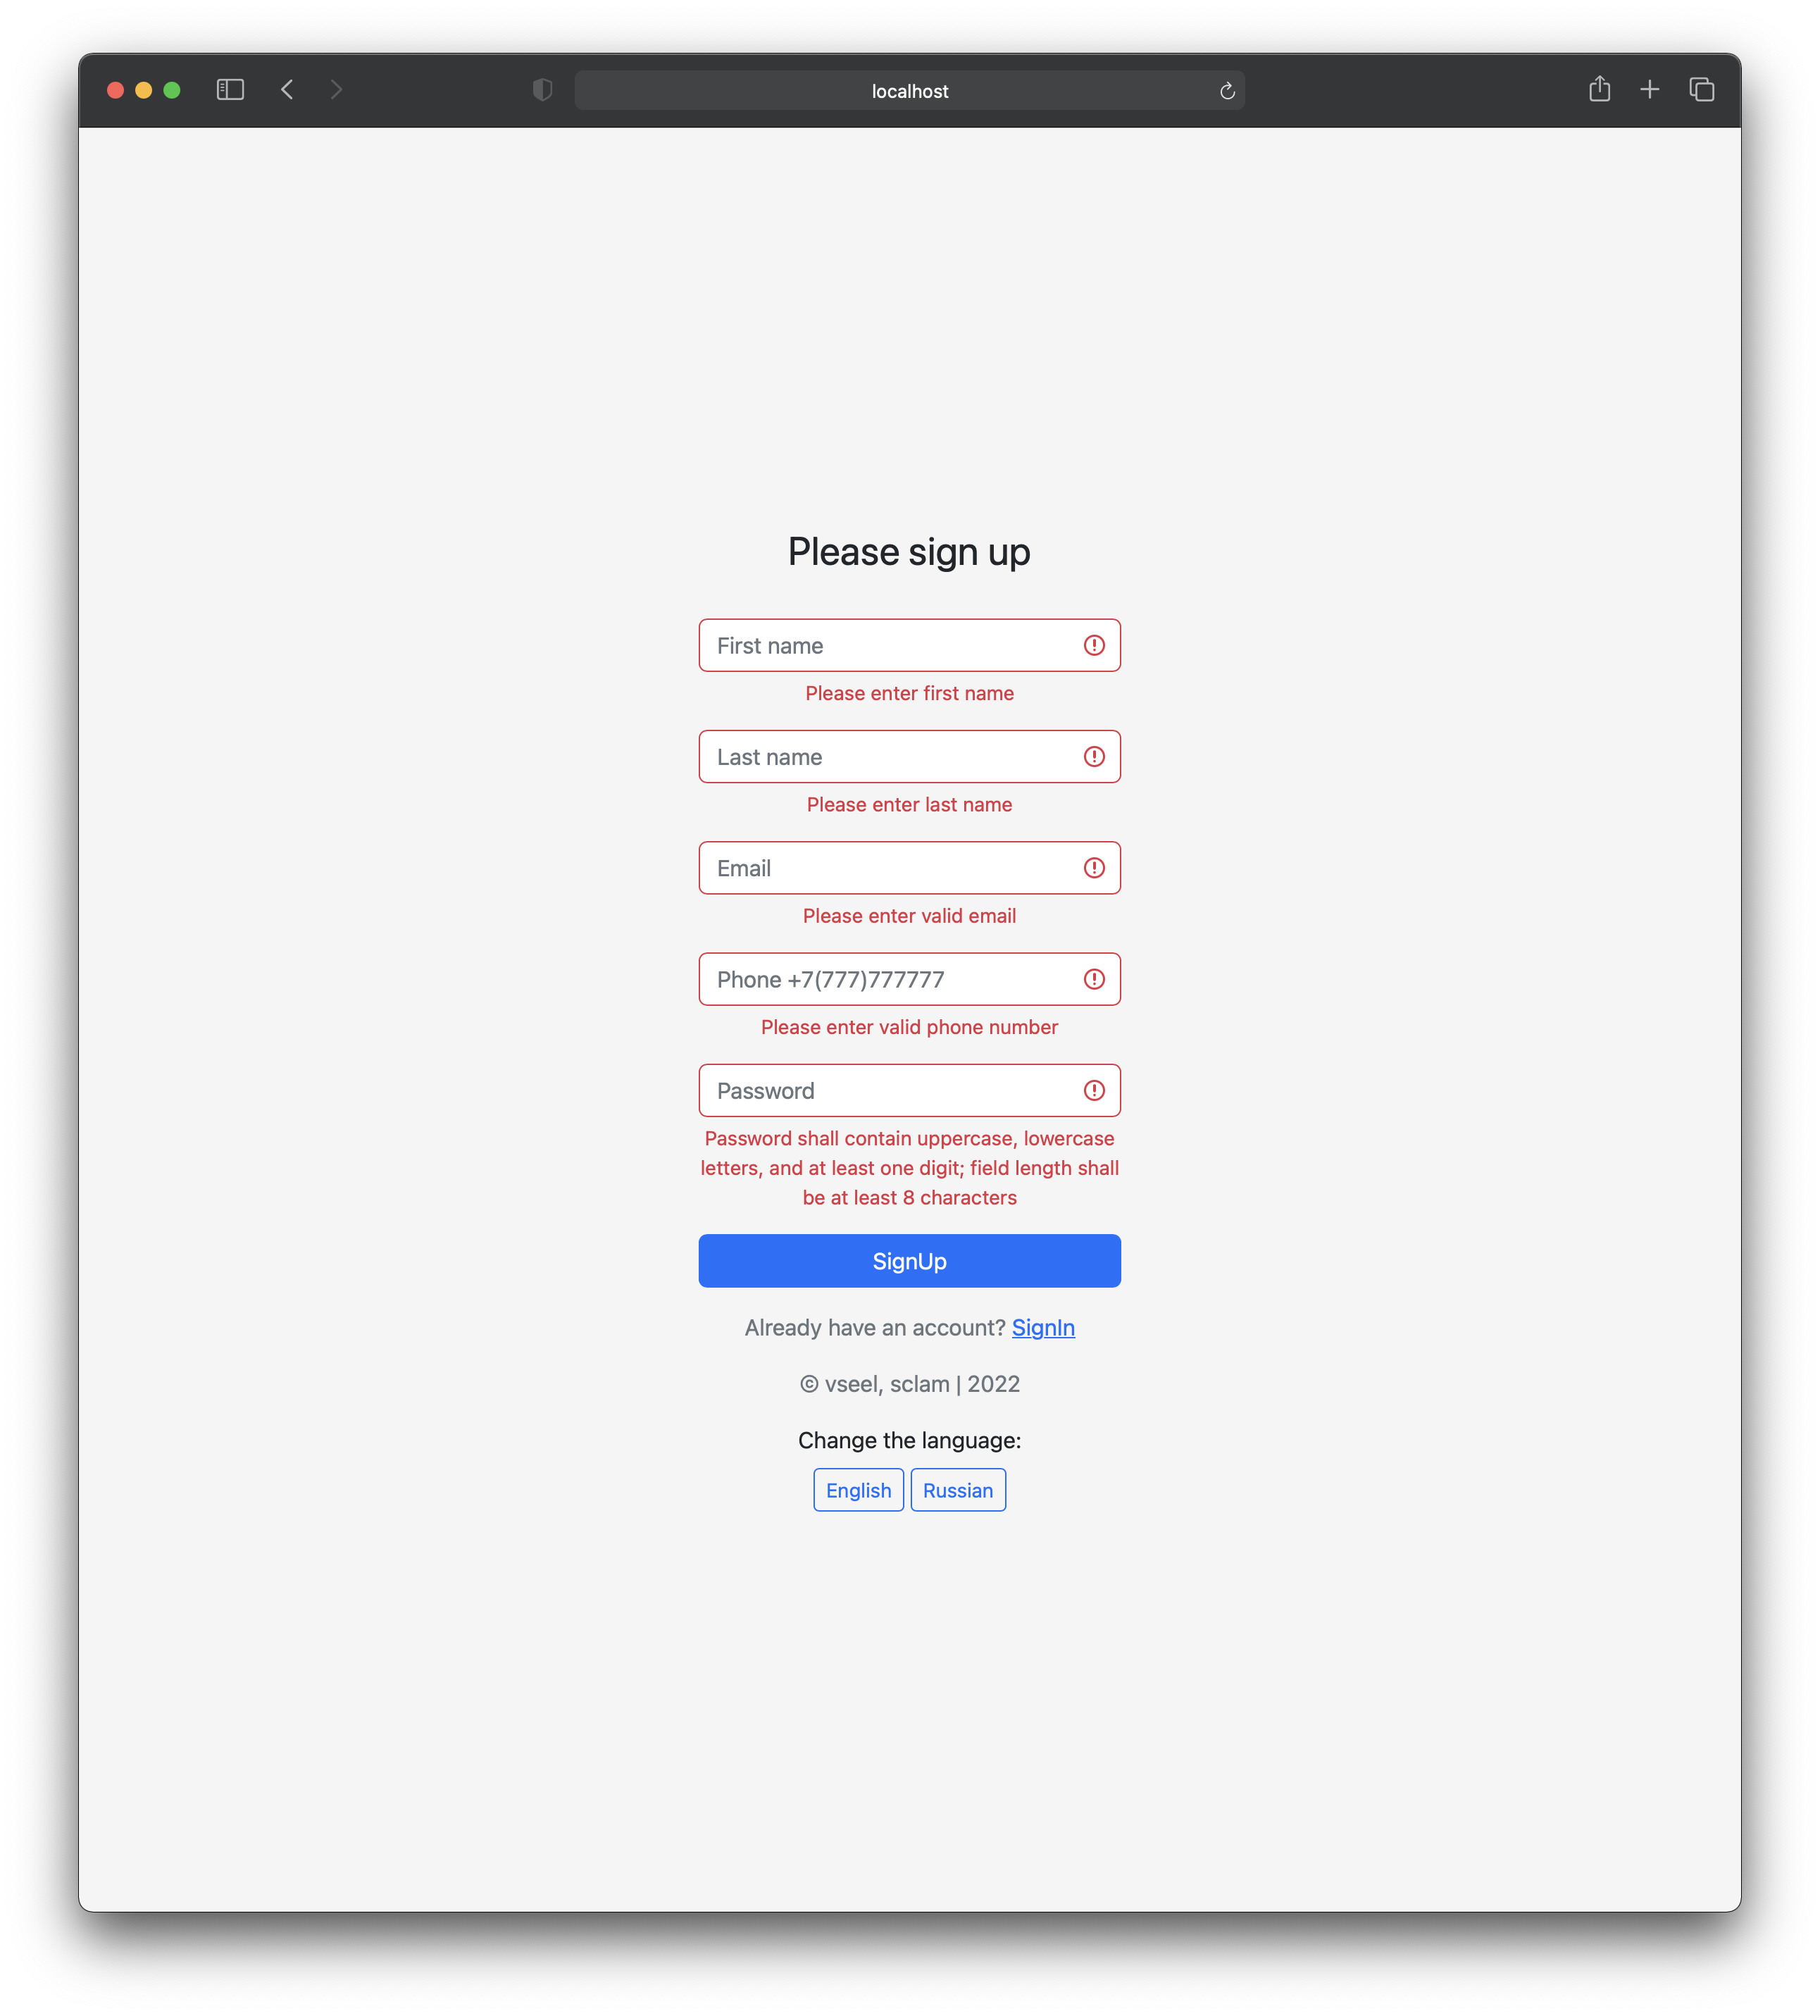 localhost
Please sign up
First name
Please enter first name
Last name
Please enter last name
Email
Please enter valid email
Phone +7(777)777777
Please enter valid phone number
Password
Password shall contain uppercase, lowercase
letters, and at least one digit; field length shall
be at least 8 characters
SignUp
Already have an account? SignIn
© vseel, sclam | 2022
Change the language:
English Russian